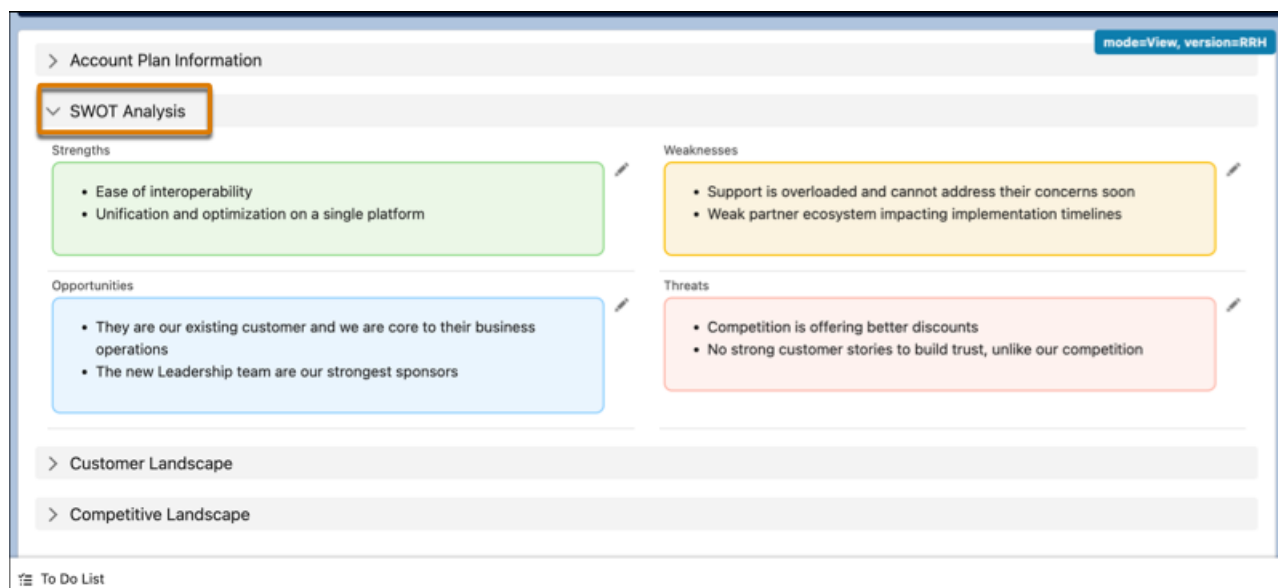 mode=View, version=RRH
Account Plan Information
SWOT Analysis
Strengths
• Ease of interoperability
• Unification and optimization on a single platform
Weaknesses
• Support is overloaded and cannot address their concerns soon
• Weak partner ecosystem impacting implementation timelines
Opportunities
• They are our existing customer and we are core to their business
operations
• The new Leadership team are our strongest sponsors
Threats
• Competition is offering better discounts
• No strong customer stories to build trust, unlike our competition
Customer Landscape
Competitive Landscape
To Do List